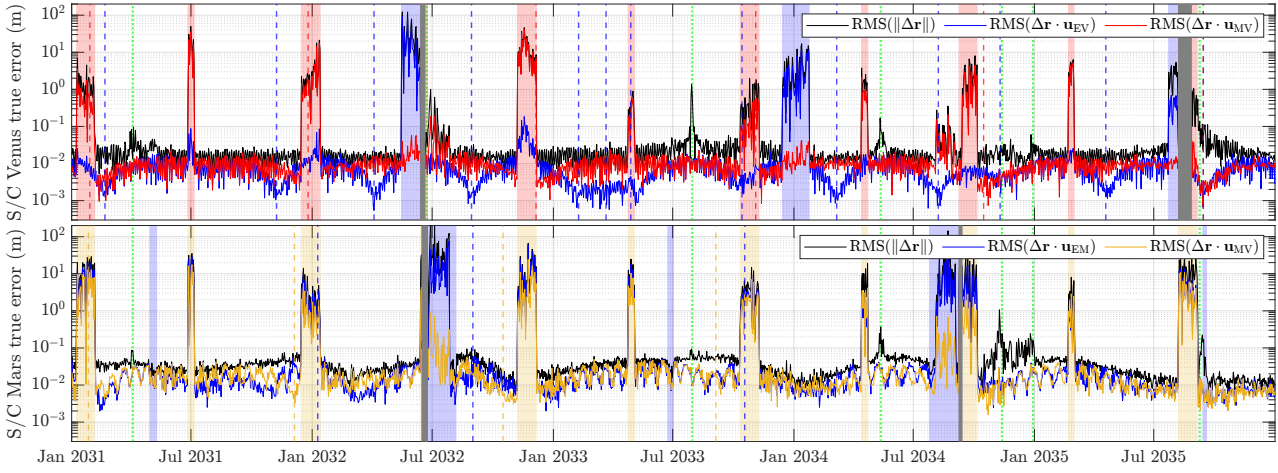 S/C Venus true error (m)
10²
10¹
10⁰
10⁻¹
10⁻²
10⁻³
RMS(‖Δr‖) RMS(Δr · u_EV) RMS(Δr · u_MV)
S/C Mars true error (m)
10²
10¹
10⁰
10⁻¹
10⁻²
10⁻³
RMS(‖Δr‖) RMS(Δr · u_EM) RMS(Δr · u_MV)
Jan 2031 Jul 2031 Jan 2032 Jul 2032 Jan 2033 Jul 2033 Jan 2034 Jul 2034 Jan 2035 Jul 2035